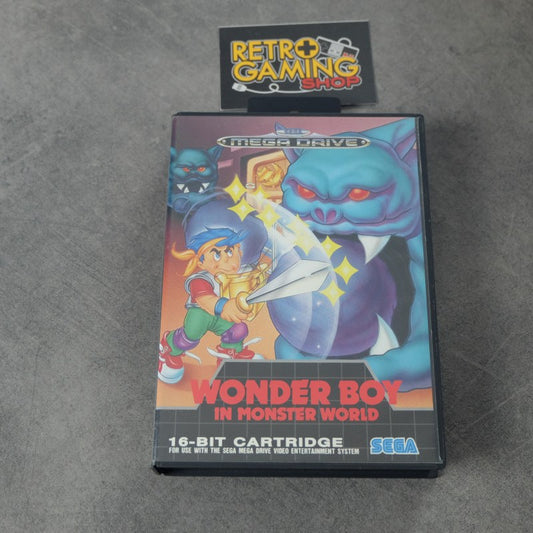 RETRO
GAMING
SHOP
MEGA DRIVE
WONDER BOY
IN MONSTER WORLD
16-BIT CARTRIDGE
FOR USE WITH THE SEGA MEGA DRIVE VIDEO ENTERTAINMENT SYSTEM
SEGA